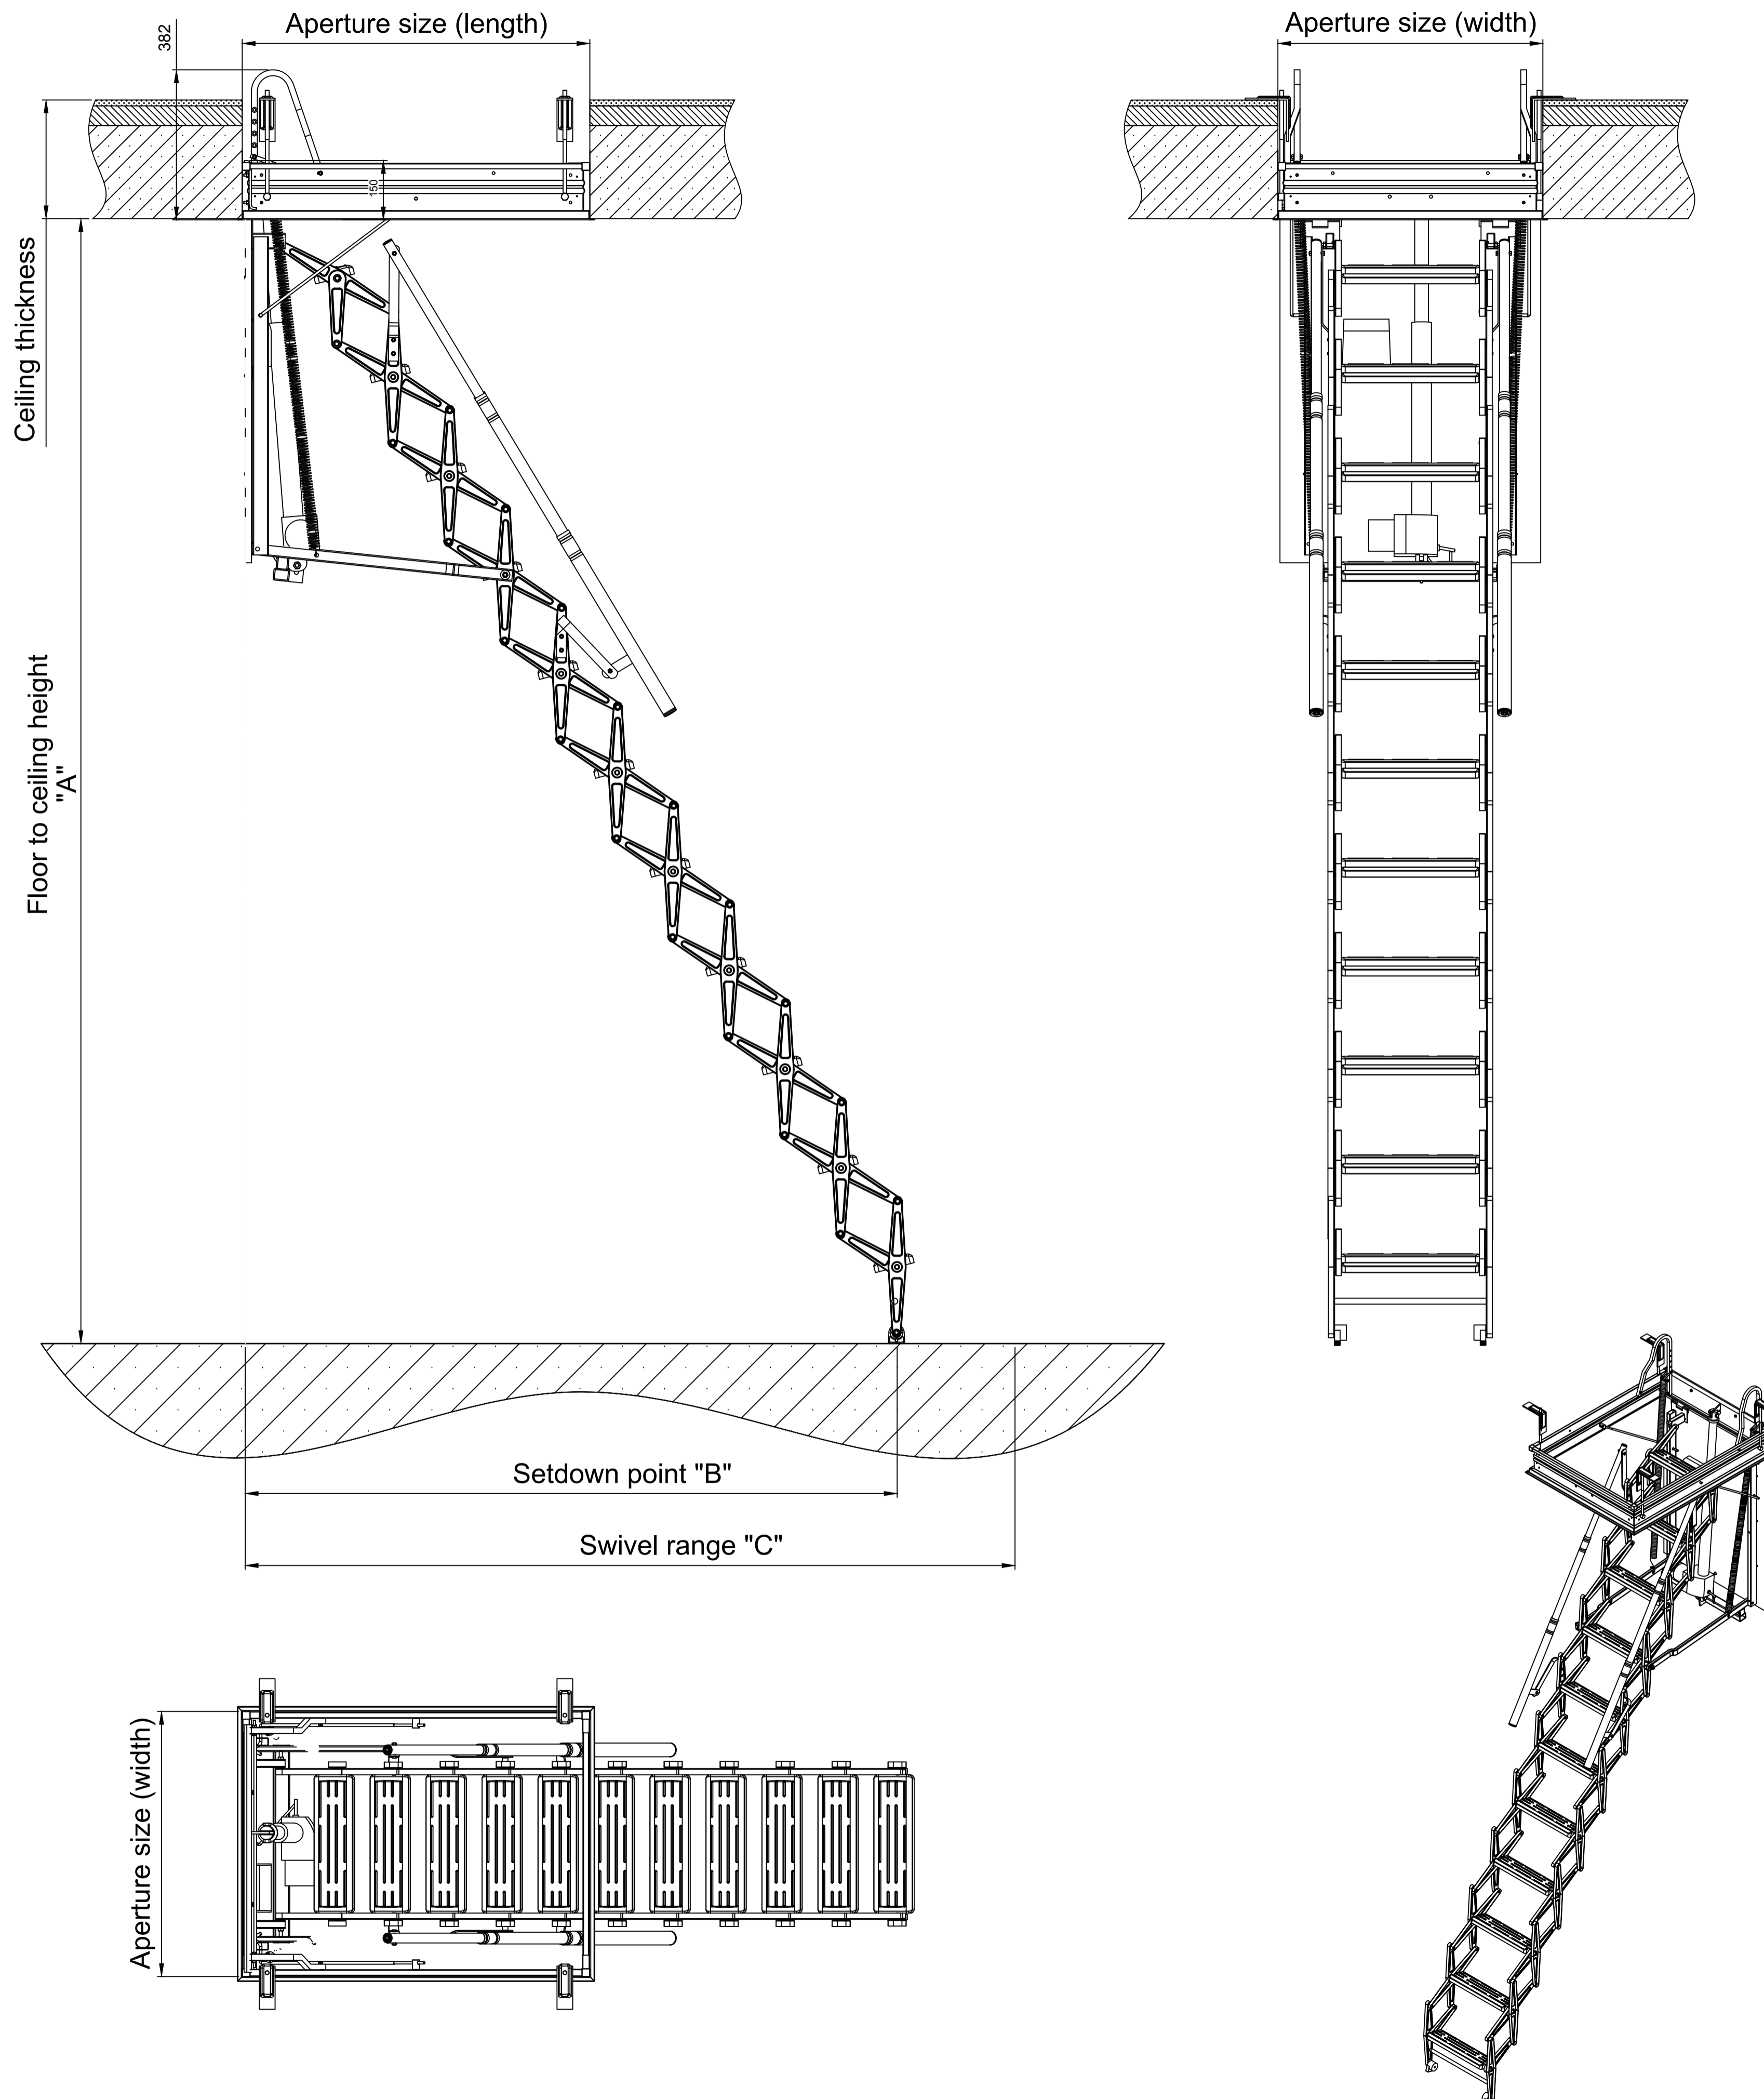 Aperture size (length)
Aperture size (width)
382
150
Ceiling thickness
Floor to ceiling height
"A"
Setdown point "B"
Swivel range "C"
Aperture size (width)